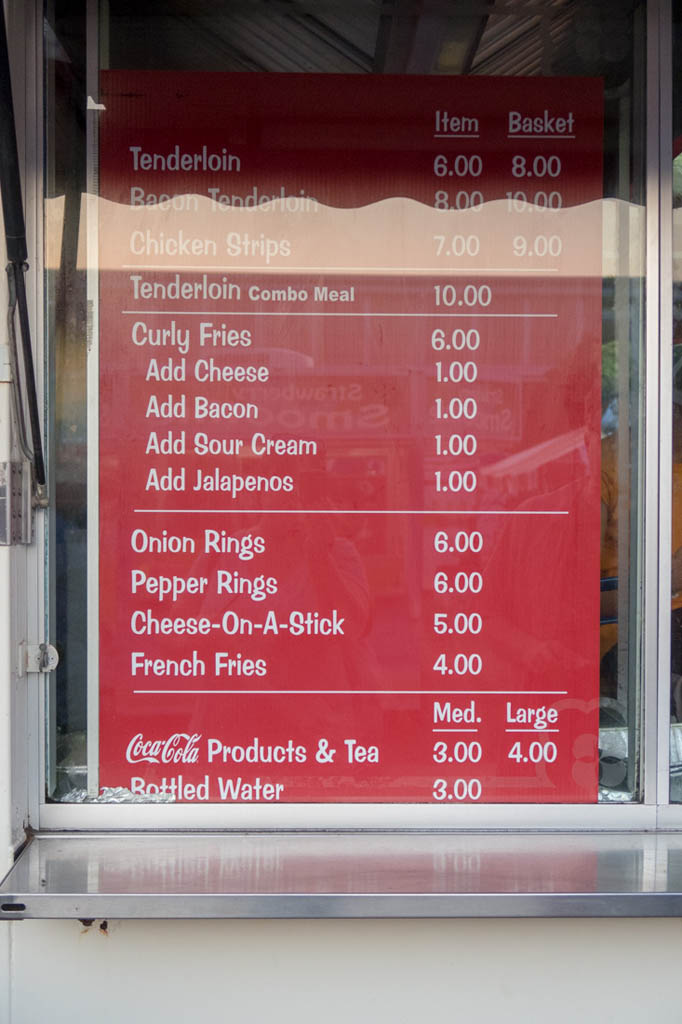 Item Basket
Tenderloin 6.00 8.00
Bacon Tenderloin 8.00 10.00
Chicken Strips 7.00 9.00
Tenderloin Combo Meal 10.00
Curly Fries 6.00
Add Cheese 1.00
Add Bacon 1.00
Add Sour Cream 1.00
Add Jalapenos 1.00
Onion Rings 6.00
Pepper Rings 6.00
Cheese-On-A-Stick 5.00
French Fries 4.00
Med. Large
Coca-Cola Products & Tea 3.00 4.00
Bottled Water 3.00